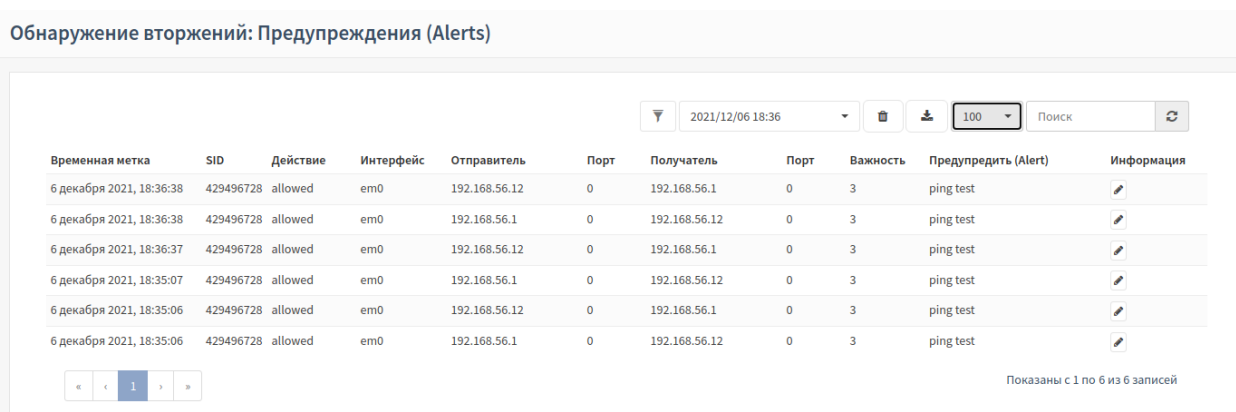 Обнаружение вторжений: Предупреждения (Alerts)
2021/12/06 18:36 100 Поиск
Временная метка SID Действие Интерфейс Отправитель Порт Получатель Порт Важность Предупредить (Alert) Информация
6 декабря 2021, 18:36:38 429496728 allowed em0 192.168.56.12 0 192.168.56.1 0 3 ping test
6 декабря 2021, 18:36:38 429496728 allowed em0 192.168.56.1 0 192.168.56.12 0 3 ping test
6 декабря 2021, 18:36:37 429496728 allowed em0 192.168.56.12 0 192.168.56.1 0 3 ping test
6 декабря 2021, 18:35:07 429496728 allowed em0 192.168.56.1 0 192.168.56.12 0 3 ping test
6 декабря 2021, 18:35:06 429496728 allowed em0 192.168.56.12 0 192.168.56.1 0 3 ping test
6 декабря 2021, 18:35:06 429496728 allowed em0 192.168.56.1 0 192.168.56.12 0 3 ping test
« ‹ 1 › » Показаны с 1 по 6 из 6 записей